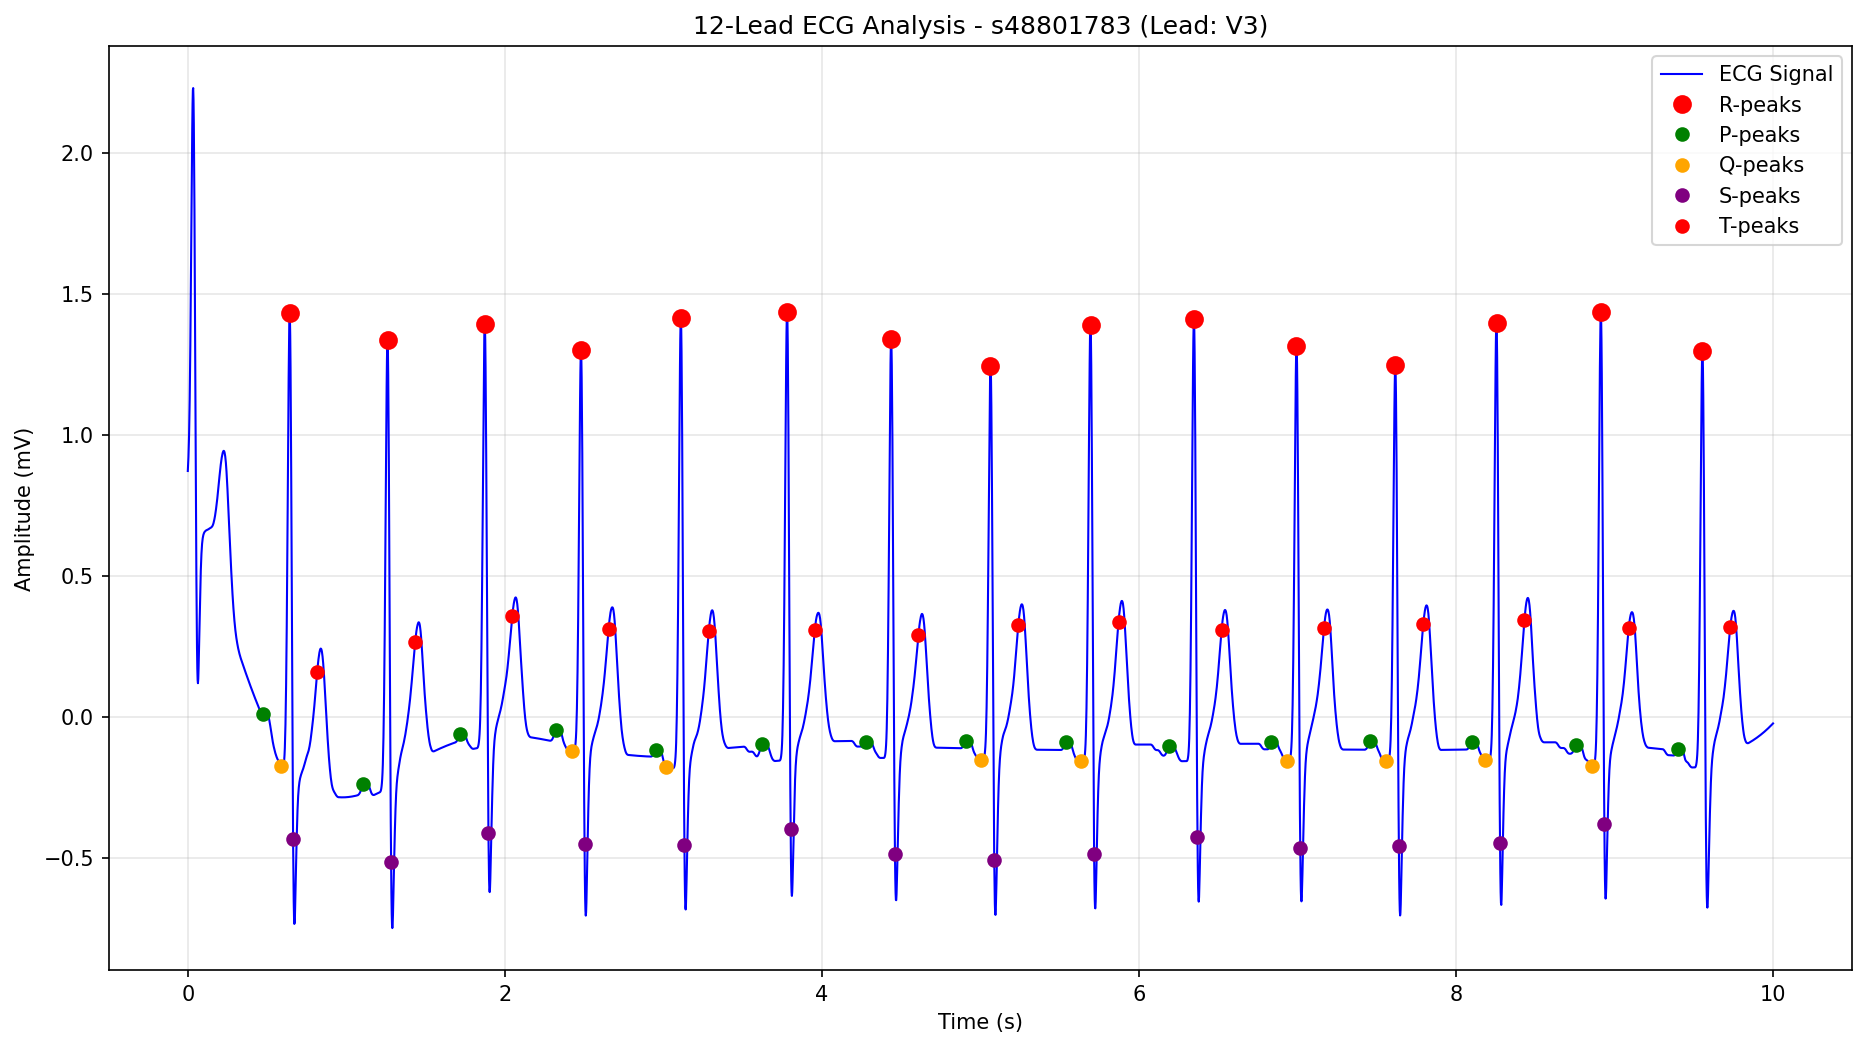 12-Lead ECG Analysis - s48801783 (Lead: V3)
ECG Signal
R-peaks
P-peaks
Q-peaks
S-peaks
T-peaks
Amplitude (mV)
2.0
1.5
1.0
0.5
0.0
−0.5
0 2 4 6 8 10
Time (s)